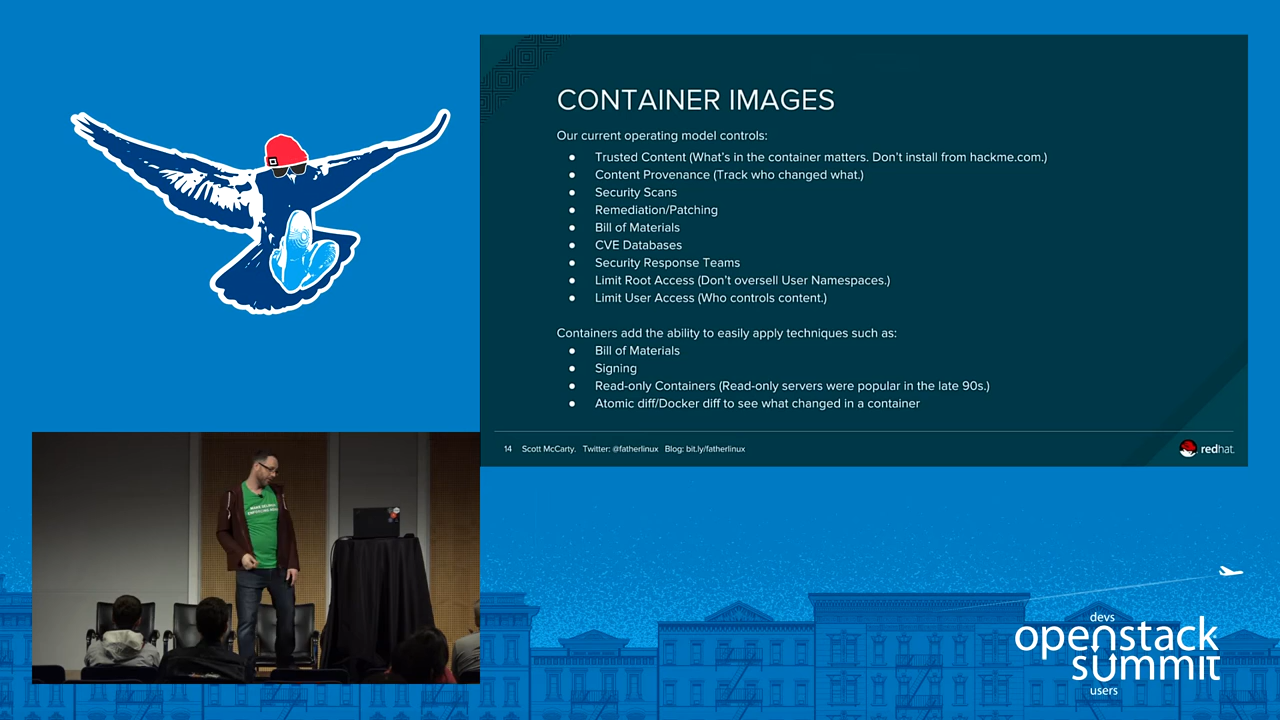 CONTAINER IMAGES
Our current operating model controls:
● Trusted Content (What's in the container matters. Don't install from hackme.com.)
● Content Provenance (Track who changed what.)
● Security Scans
● Remediation/Patching
● Bill of Materials
● CVE Databases
● Security Response Teams
● Limit Root Access (Don't oversell User Namespaces.)
● Limit User Access (Who controls content.)
Containers add the ability to easily apply techniques such as:
● Bill of Materials
● Signing
● Read-only Containers (Read-only servers were popular in the late 90s.)
● Atomic diff/Docker diff to see what changed in a container
14 Scott McCarty. Twitter: @fatherlinux Blog: bit.ly/fatherlinux
redhat.
devs
openstack
summit
users